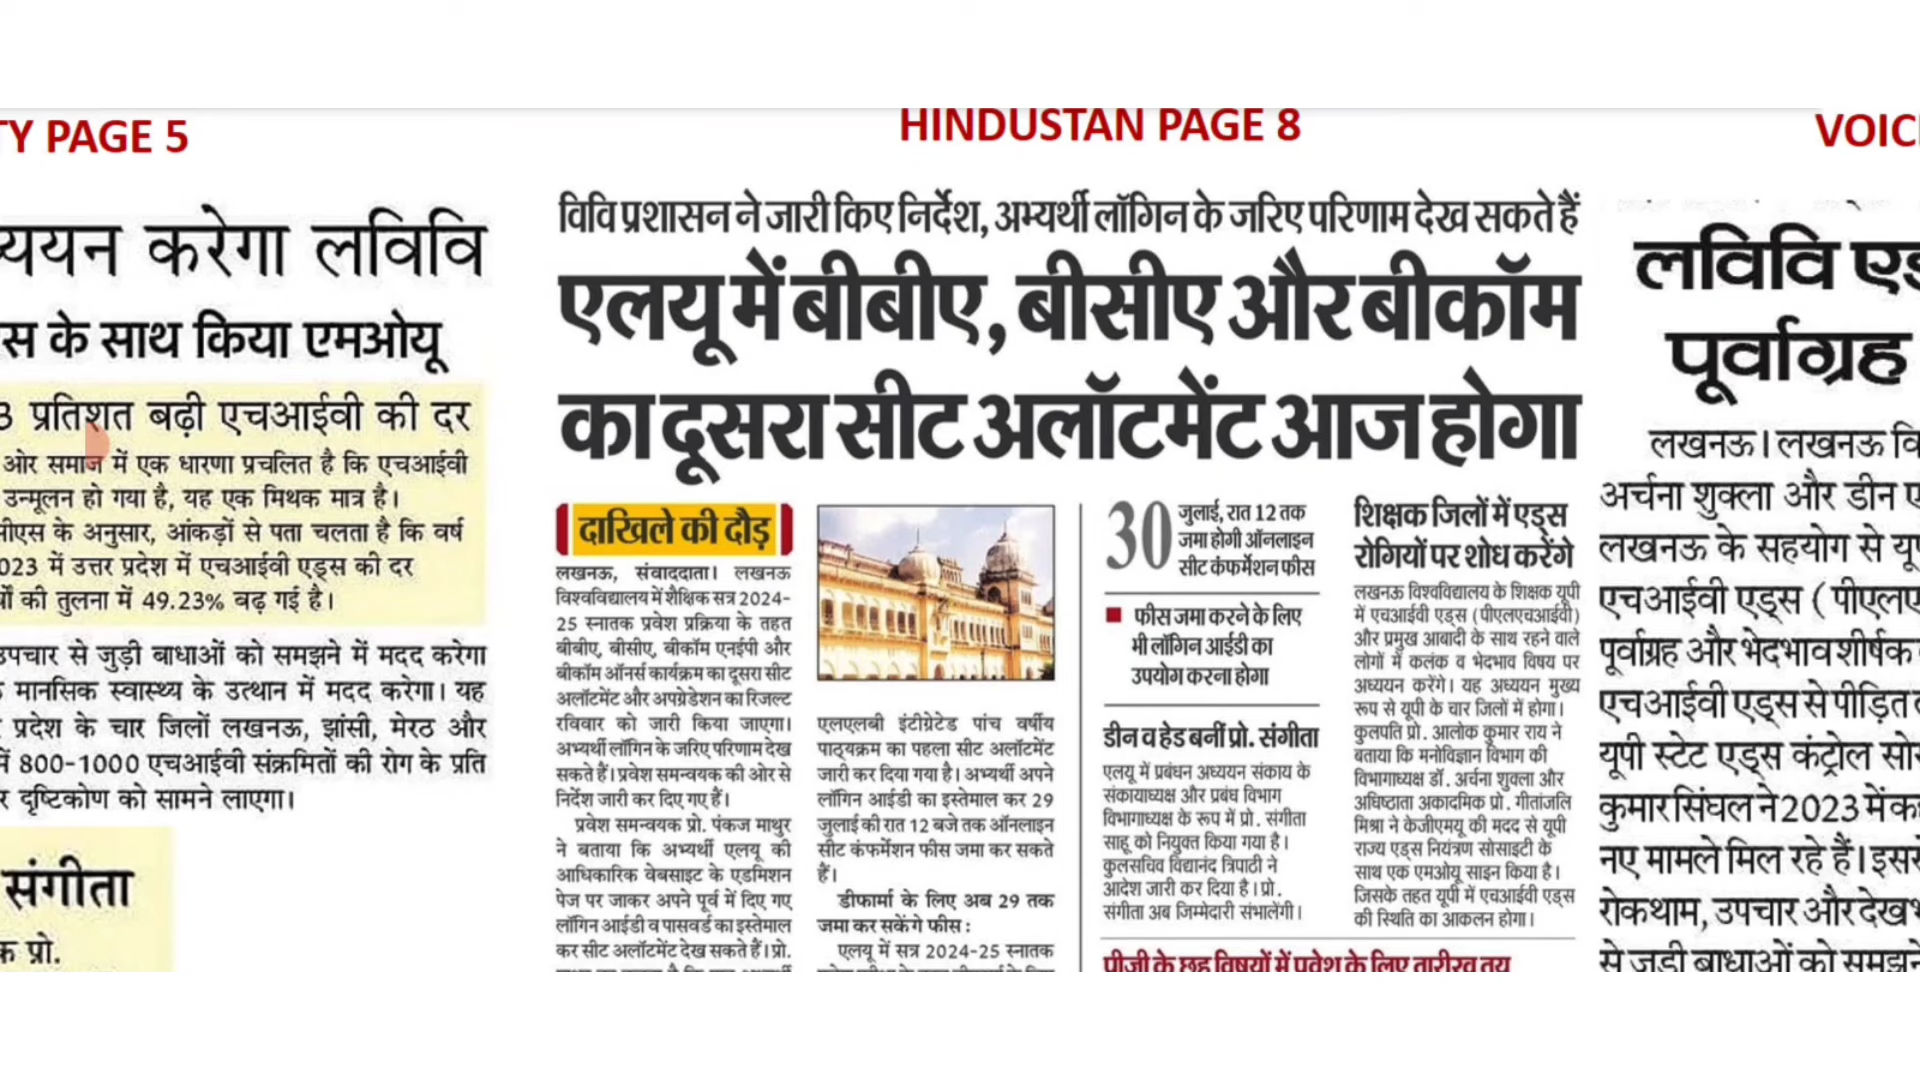 TY PAGE 5
ययन करेगा लविवि
स के साथ किया एमओयू
3 प्रतिशत बढ़ी एचआईवी की दर
ओर समाज में एक धारणा प्रचलित है कि एचआईवी
उन्मूलन हो गया है, यह एक मिथक मात्र है।
के अनुसार, आंकड़ों से पता चलता है कि वर्ष
023 में उत्तर प्रदेश में एचआईवी एड्स की दर
की तुलना में 49.23% बढ़ गई है।
उपचार से जुड़ी बाधाओं को समझने में मदद करेगा
मानसिक स्वास्थ्य के उत्थान में मदद करेगा। यह
प्रदेश के चार जिलों लखनऊ, झांसी, मेरठ और
में 800-1000 एचआईवी संक्रमितों की रोग के प्रति
र दृष्टिकोण को सामने लाएगा।
संगीता
क प्रो.
HINDUSTAN PAGE 8
विवि प्रशासन ने जारी किए निर्देश, अभ्यर्थी लॉगिन के जरिए परिणाम देख सकते हैं
एलयू में बीबीए, बीसीए और बीकॉम
का दूसरा सीट अलॉटमेंट आज होगा
दाखिले की दौड़
लखनऊ, संवाददाता। लखनऊ
विश्वविद्यालय में शैक्षिक सत्र 2024-
25 स्नातक प्रवेश प्रक्रिया के तहत
बीबीए, बीसीए, बीकॉम एनईपी और
बीकॉम ऑनर्स कार्यक्रम का दूसरा सीट
अलॉटमेंट और अपग्रेडेशन का रिजल्ट
रविवार को जारी किया जाएगा।
अभ्यर्थी लॉगिन के जरिए परिणाम देख
सकते हैं। प्रवेश समन्वयक की ओर से
निर्देश जारी कर दिए गए हैं।
प्रवेश समन्वयक प्रो. पंकज माथुर
ने बताया कि अभ्यर्थी एलयू की
आधिकारिक वेबसाइट के एडमिशन
पेज पर जाकर अपने पूर्व में दिए गए
लॉगिन आईडी व पासवर्ड का इस्तेमाल
कर सीट अलॉटमेंट देख सकते हैं। प्रो.
एलएलबी इंटीग्रेटेड पांच वर्षीय
पाठ्यक्रम का पहला सीट अलॉटमेंट
जारी कर दिया गया है। अभ्यर्थी अपने
लॉगिन आईडी का इस्तेमाल कर 29
जुलाई की रात 12 बजे तक ऑनलाइन
सीट कंफर्मेशन फीस जमा कर सकते
हैं।
डीफार्मा के लिए अब 29 तक
जमा कर सकेंगे फीस :
एलयू में सत्र 2024-25 स्नातक
30 जुलाई, रात 12 तक
जमा होगी ऑनलाइन
सीट कंफर्मेशन फीस
फीस जमा करने के लिए
भी लॉगिन आईडी का
उपयोग करना होगा
डीन व हेड बनीं प्रो. संगीता
एलयू में प्रबंधन अध्ययन संकाय के
संकायाध्यक्ष और प्रबंध विभाग
विभागाध्यक्ष के रूप में प्रो. संगीता
साहू को नियुक्त किया गया है।
कुलसचिव विद्यानंद त्रिपाठी ने
आदेश जारी कर दिया है। प्रो.
संगीता अब जिम्मेदारी संभालेंगी।
शिक्षक जिलों में एड्स
रोगियों पर शोध करेंगे
लखनऊ विश्वविद्यालय के शिक्षक यूपी
में एचआईवी एड्स (पीएलएचआईवी)
और प्रमुख आबादी के साथ रहने वाले
लोगों में कलंक व भेदभाव विषय पर
अध्ययन करेंगे। यह अध्ययन मुख्य
रूप से यूपी के चार जिलों में होगा।
कुलपति प्रो. आलोक कुमार राय ने
बताया कि मनोविज्ञान विभाग की
विभागाध्यक्ष डॉ. अर्चना शुक्ला और
अधिष्ठाता अकादमिक प्रो. गीतांजलि
मिश्रा ने केजीएमयू की मदद से यूपी
राज्य एड्स नियंत्रण सोसाइटी के
साथ एक एमओयू साइन किया है।
जिसके तहत यूपी में एचआईवी एड्स
की स्थिति का आकलन होगा।
पीजी के छह विषयों में प्रवेश के लिए तारीख तय
VOIC
लविवि एड
पूर्वाग्रह
लखनऊ। लखनऊ वि
अर्चना शुक्ला और डीन ए
लखनऊ के सहयोग से यू
एचआईवी एड्स ( पीएलए
पूर्वाग्रह और भेदभाव शीर्षक
एचआईवी एड्स से पीड़ित
यूपी स्टेट एड्स कंट्रोल सो
कुमार सिंघल ने 2023 में क
नए मामले मिल रहे हैं। इस
रोकथाम, उपचार और देख
से जुड़ी बाधाओं को समझने